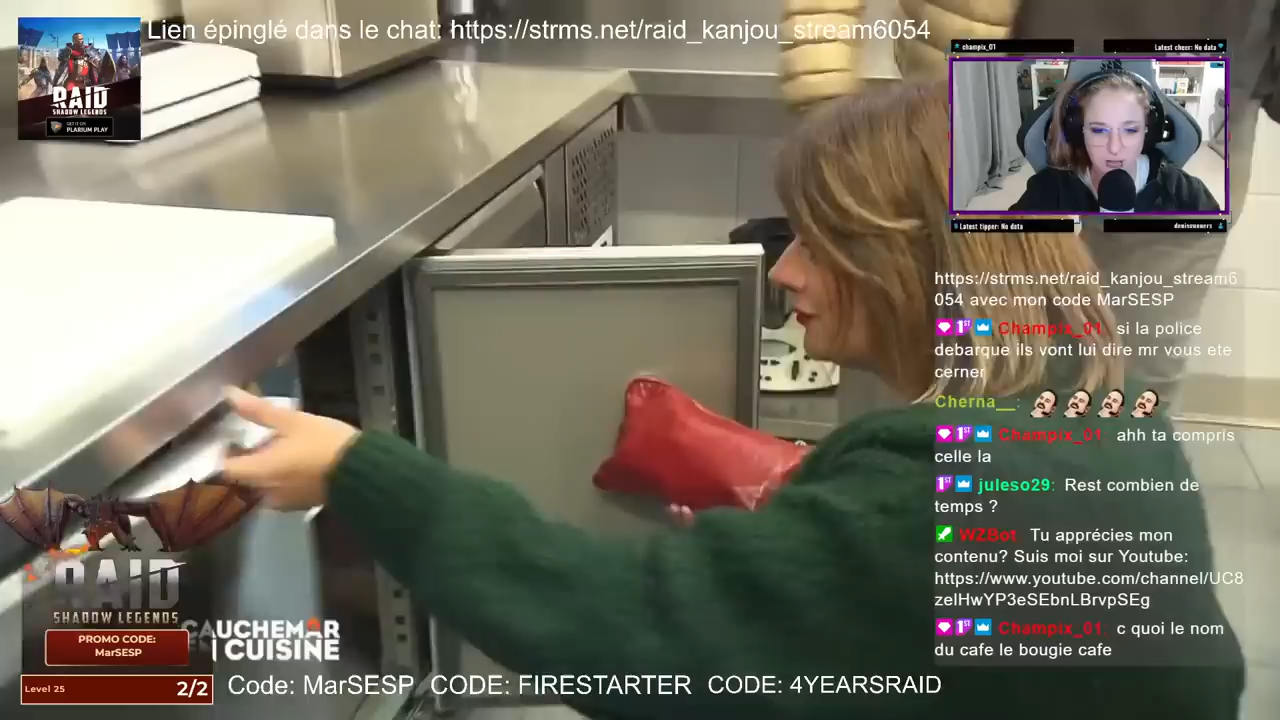 Lien épinglé dans le chat: https://strms.net/raid_kanjou_stream6054
RAID
SHADOW LEGENDS
GET IT ON
PLARIUM PLAY
champix_01
Latest cheer: No data
Latest tipper: No data
https://strms.net/raid_kanjou_stream6
054 avec mon code MarSESP
Champix_01 si la police
debarque ils vont lui dire mr vous ete
cerner
Cherna__:
Champix_01 ahh ta compris
celle la
juleso29: Rest combien de
temps ?
WZBot Tu apprécies mon
contenu? Suis moi sur Youtube:
https://www.youtube.com/channel/UC8
zelHwYP3eSEbnLBrvpSEg
Champix_01: c quoi le nom
du cafe le bougie cafe
RAID
SHADOW LEGENDS
PROMO CODE:
MarSESP
Level 25
2/2
CAUCHEMAR
EN CUISINE
Code: MarSESP CODE: FIRESTARTER CODE: 4YEARSRAID